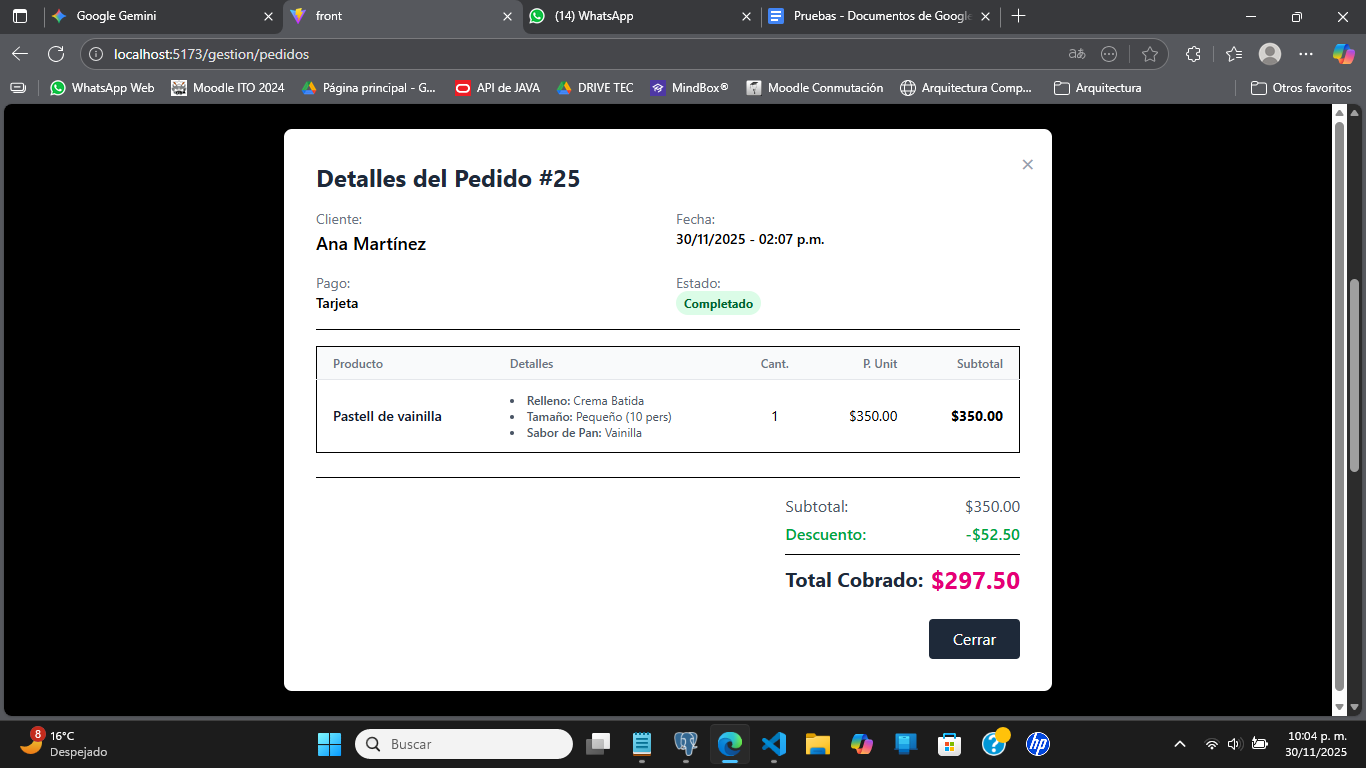 Google Gemini
front
(14) WhatsApp
Pruebas - Documentos de Google
localhost:5173/gestion/pedidos
WhatsApp Web
Moodle ITO 2024
Página principal - G...
API de JAVA
DRIVE TEC
MindBox®
Moodle Conmutación
Arquitectura Comp...
Arquitectura
Otros favoritos
Detalles del Pedido #25
Cliente:
Ana Martínez
Fecha:
30/11/2025 - 02:07 p.m.
Pago:
Tarjeta
Estado:
Completado
Producto Detalles Cant. P. Unit Subtotal
Pastell de vainilla
• Relleno: Crema Batida
• Tamaño: Pequeño (10 pers)
• Sabor de Pan: Vainilla
1 $350.00 $350.00
Subtotal: $350.00
Descuento: -$52.50
Total Cobrado: $297.50
Cerrar
8
16°C
Despejado
Buscar
hp
10:04 p. m.
30/11/2025